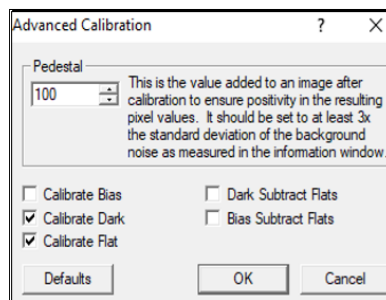 Advanced Calibration ? X
Pedestal
100
This is the value added to an image after
calibration to ensure positivity in the resulting
pixel values. It should be set to at least 3x
the standard deviation of the background
noise as measured in the information window.
Calibrate Bias
Dark Subtract Flats
Calibrate Dark
Bias Subtract Flats
Calibrate Flat
Defaults
OK
Cancel